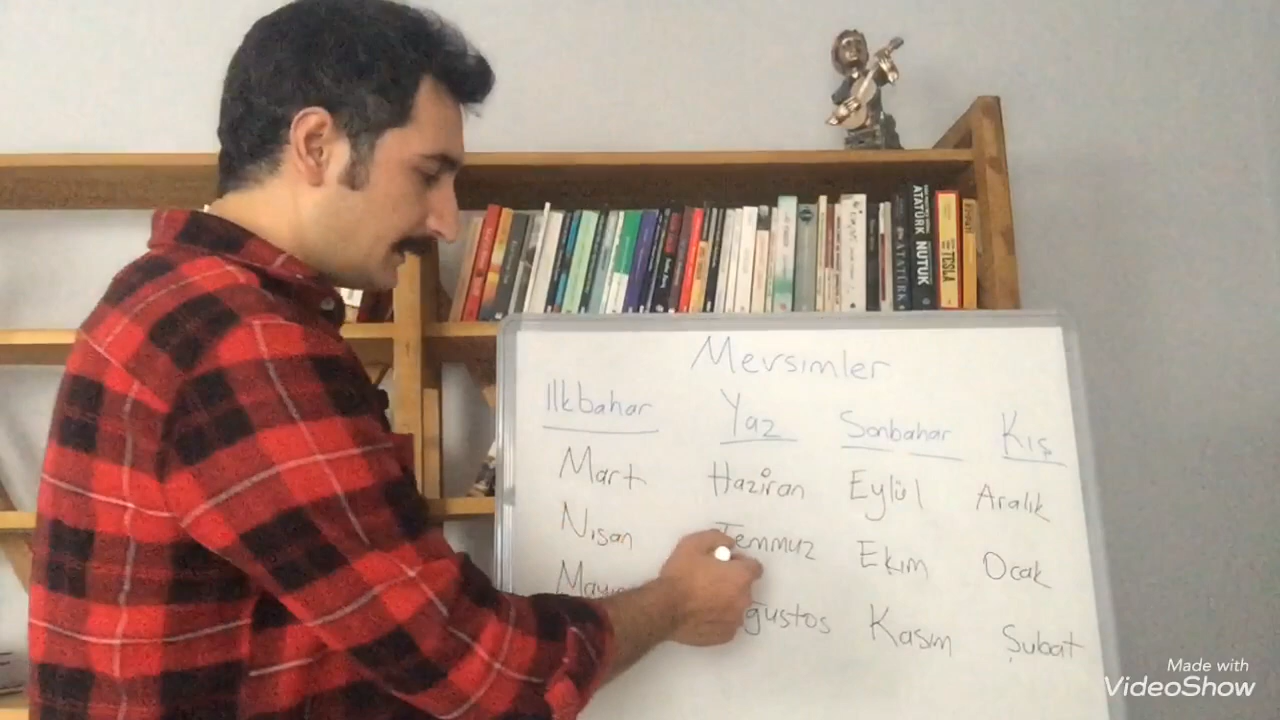 ATATÜRK
ATATÜRK NUTUK
TESLA
Mevsimler
Ilkbahar Yaz Sonbahar Kış
Mart Haziran Eylül Aralık
Nisan Temmuz Ekim Ocak
Kasım Şubat
Made with
VideoShow